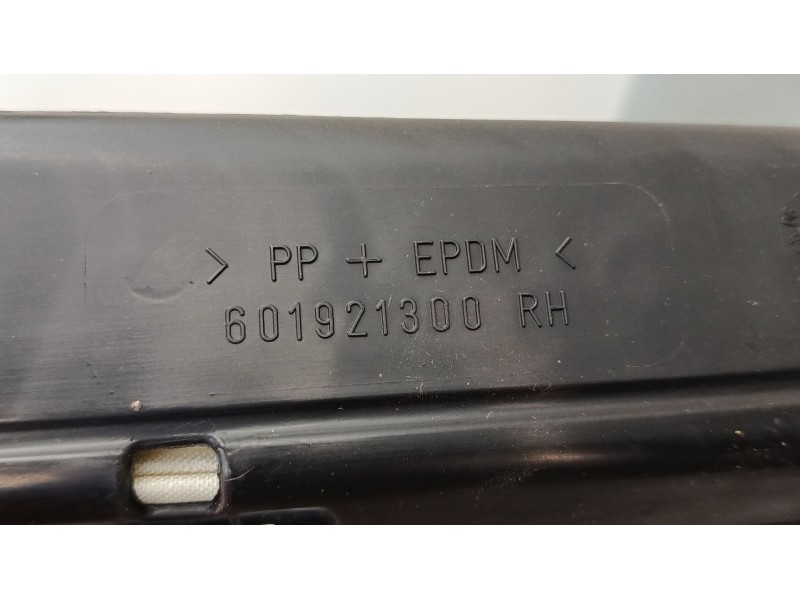 > PP + EPDM <
601921300 RH